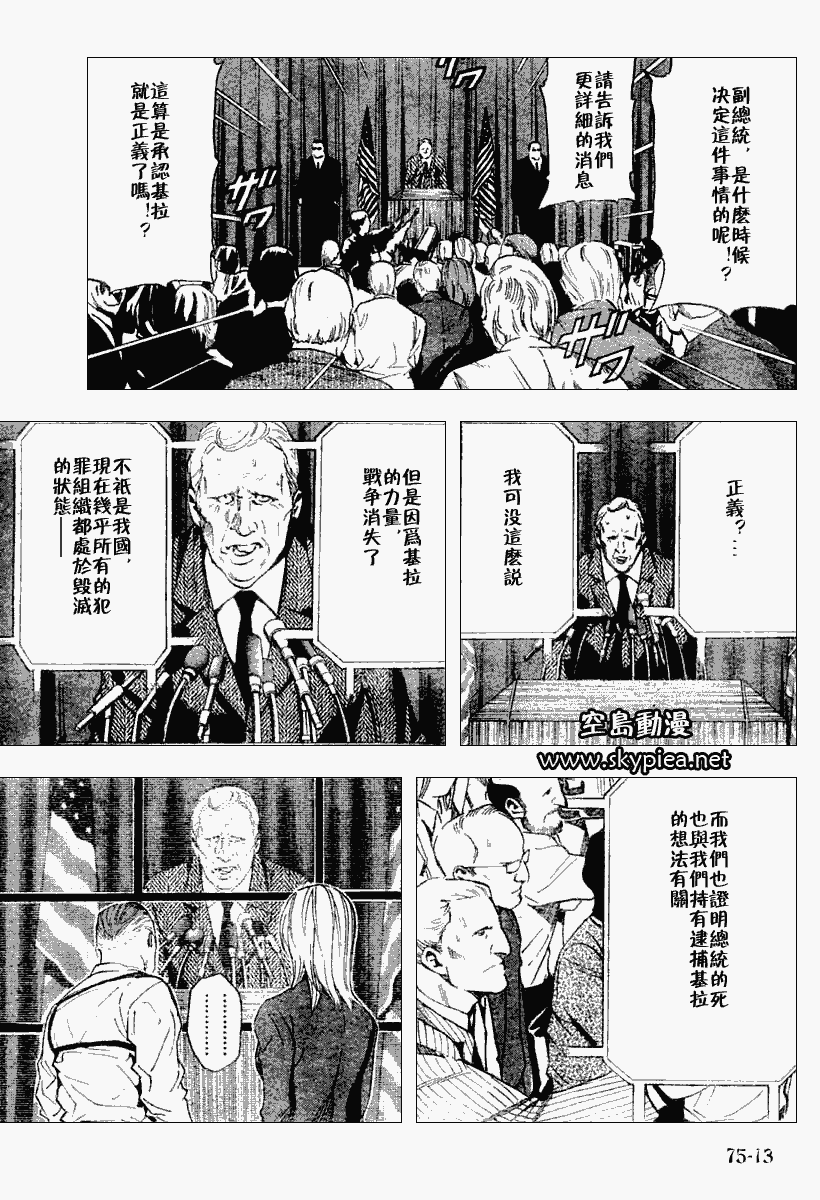 副總統,是什麼時候
決定這件事情的呢!?
請告訴我們
更詳細的消息
這算是承認基拉
就是正義了嗎!?
ザワ
ザワ
ザワ
正義?…
我可没這麽說
但是因爲基拉
的力量,
戰争消失了
不祇是我國,
現在幾乎所有的犯
罪組織都處於毀滅
的狀態——
空島動漫
www.skypiea.net
而我們也證明總統的死
也與我們持有逮捕基拉
的想法有關
………
75-13